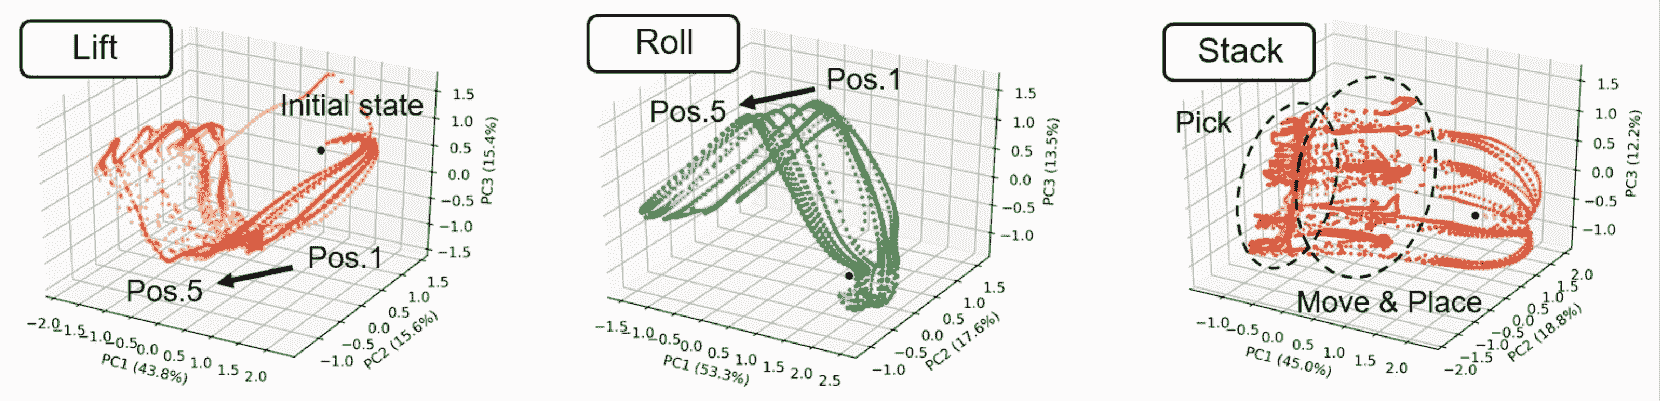 Lift
Initial state
Pos.1
Pos.5
1.5
1.0
0.5
0.0
−0.5
−1.0
−1.5
PC3 (15.4%)
−2.0 −1.5 −1.0 −0.5 0.0 0.5 1.0 1.5 2.0
PC1 (43.8%)
−1.0 −0.5 0.0 0.5 1.0 1.5
PC2 (15.6%)
Roll
Pos.1
Pos.5
1.5
1.0
0.5
0.0
−0.5
−1.0
PC3 (13.5%)
−1.5 −1.0 −0.5 0.0 0.5 1.0 1.5 2.0 2.5
PC1 (53.3%)
−1.0 −0.5 0.0 0.5 1.0 1.5
PC2 (17.6%)
Stack
Pick
Move & Place
1.5
1.0
0.5
0.0
−0.5
−1.0
PC3 (12.2%)
−1.0 −0.5 0.0 0.5 1.0 1.5 2.0
PC1 (45.0%)
−2.0 −1.5 −1.0 −0.5 0.0 0.5 1.0 1.5 2.0
PC2 (18.8%)